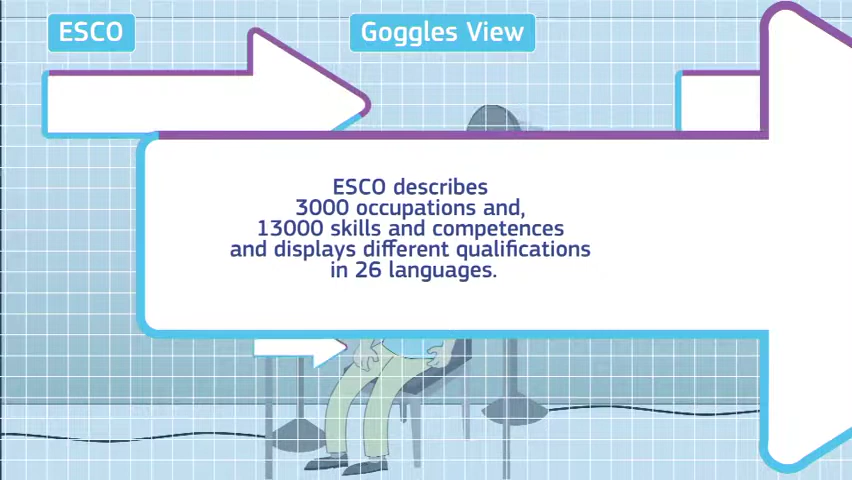 ESCO
Goggles View
ESCO describes
3000 occupations and,
13000 skills and competences
and displays different qualifications
in 26 languages.